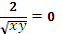 2/√xy = 0